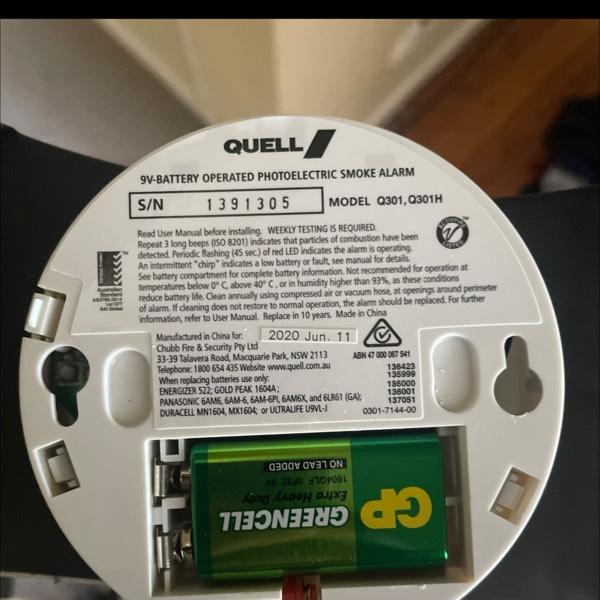 QUELL
9V-BATTERY OPERATED PHOTOELECTRIC SMOKE ALARM
S/N 1391305 MODEL Q301, Q301H
Read User Manual before installing. WEEKLY TESTING IS REQUIRED.
Repeat 3 long beeps (ISO 8201) indicates that particles of combustion have been
detected. Periodic flashing (45 sec.) of red LED indicates the alarm is operating.
An intermittent "chirp" indicates a low battery or fault, see manual for details.
See battery compartment for complete battery information. Not recommended for operation at
temperatures below 0° C, above 40° C, or in humidity higher than 93%, as these conditions
reduce battery life. Clean annually using compressed air or vacuum hose, at openings around perimeter
of alarm. If cleaning does not restore to normal operation, the alarm should be replaced. For further
information, refer to User Manual. Replace in 10 years. Made in China
Australian
Standard
AS3786:2014
SAI Global
Manufactured in China for: 2020 Jun. 11
Chubb Fire & Security Pty Ltd
33-39 Talavera Road, Macquarie Park, NSW 2113 ABN 47 000 067 541
Telephone: 1800 654 435 Website www.quell.com.au
When replacing batteries use only:
ENERGIZER 522; GOLD PEAK 1604A;
PANASONIC 6AM6, 6AM-6, 6AM-6PI, 6AM6X, and 6LR61 (GA);
DURACELL MN1604, MX1604; or ULTRALIFE U9VL-J
136423
135999
136000
136001
137051
0301-7144-00
GP
GREENCELL
Extra Heavy Duty
1604GLF 6F22 9V
NO LEAD ADDED